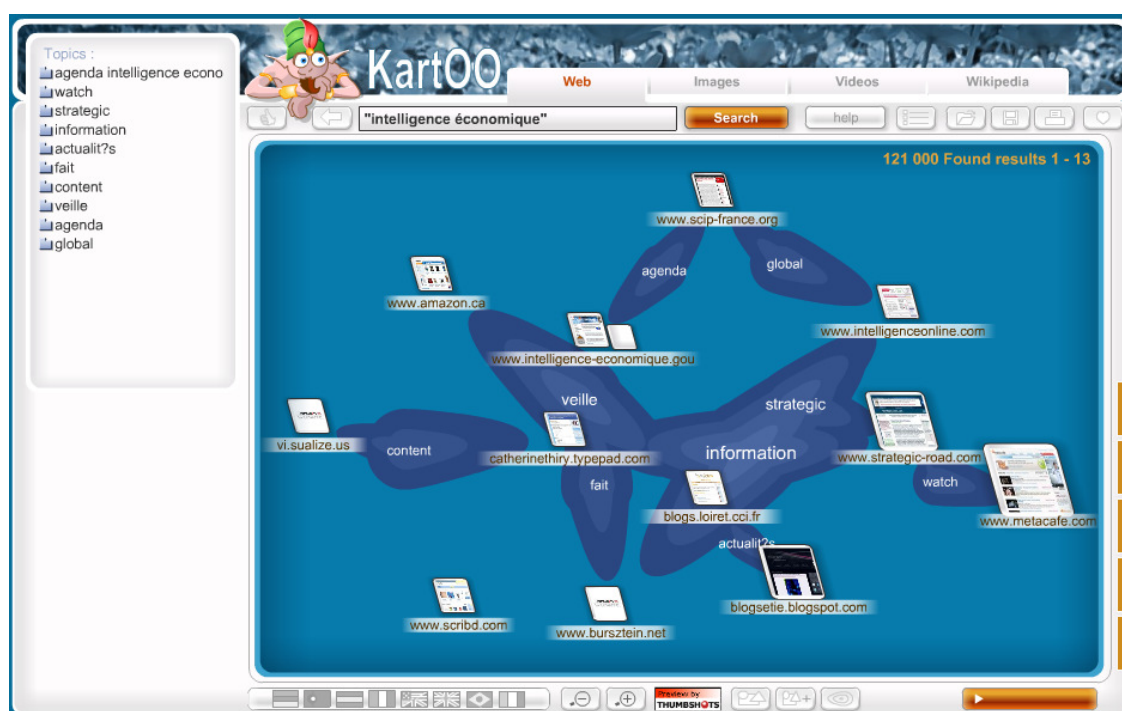 Topics :
agenda intelligence econo
watch
strategic
information
actualit?s
fait
content
veille
agenda
global
KartOO
Web
Images
Videos
Wikipedia
"intelligence économique"
Search
help
121 000 Found results 1 - 13
www.scip-france.org
agenda
global
www.amazon.ca
www.intelligenceonline.com
www.intelligence-economique.gou
veille
strategic
vi.sualize.us
content
catherinethiry.typepad.com
information
www.strategic-road.com
fait
watch
blogs.loiret.cci.fr
www.metacafe.com
actualit?s
blogsetie.blogspot.com
www.scribd.com
www.bursztein.net
Preview by
THUMBSHOTS